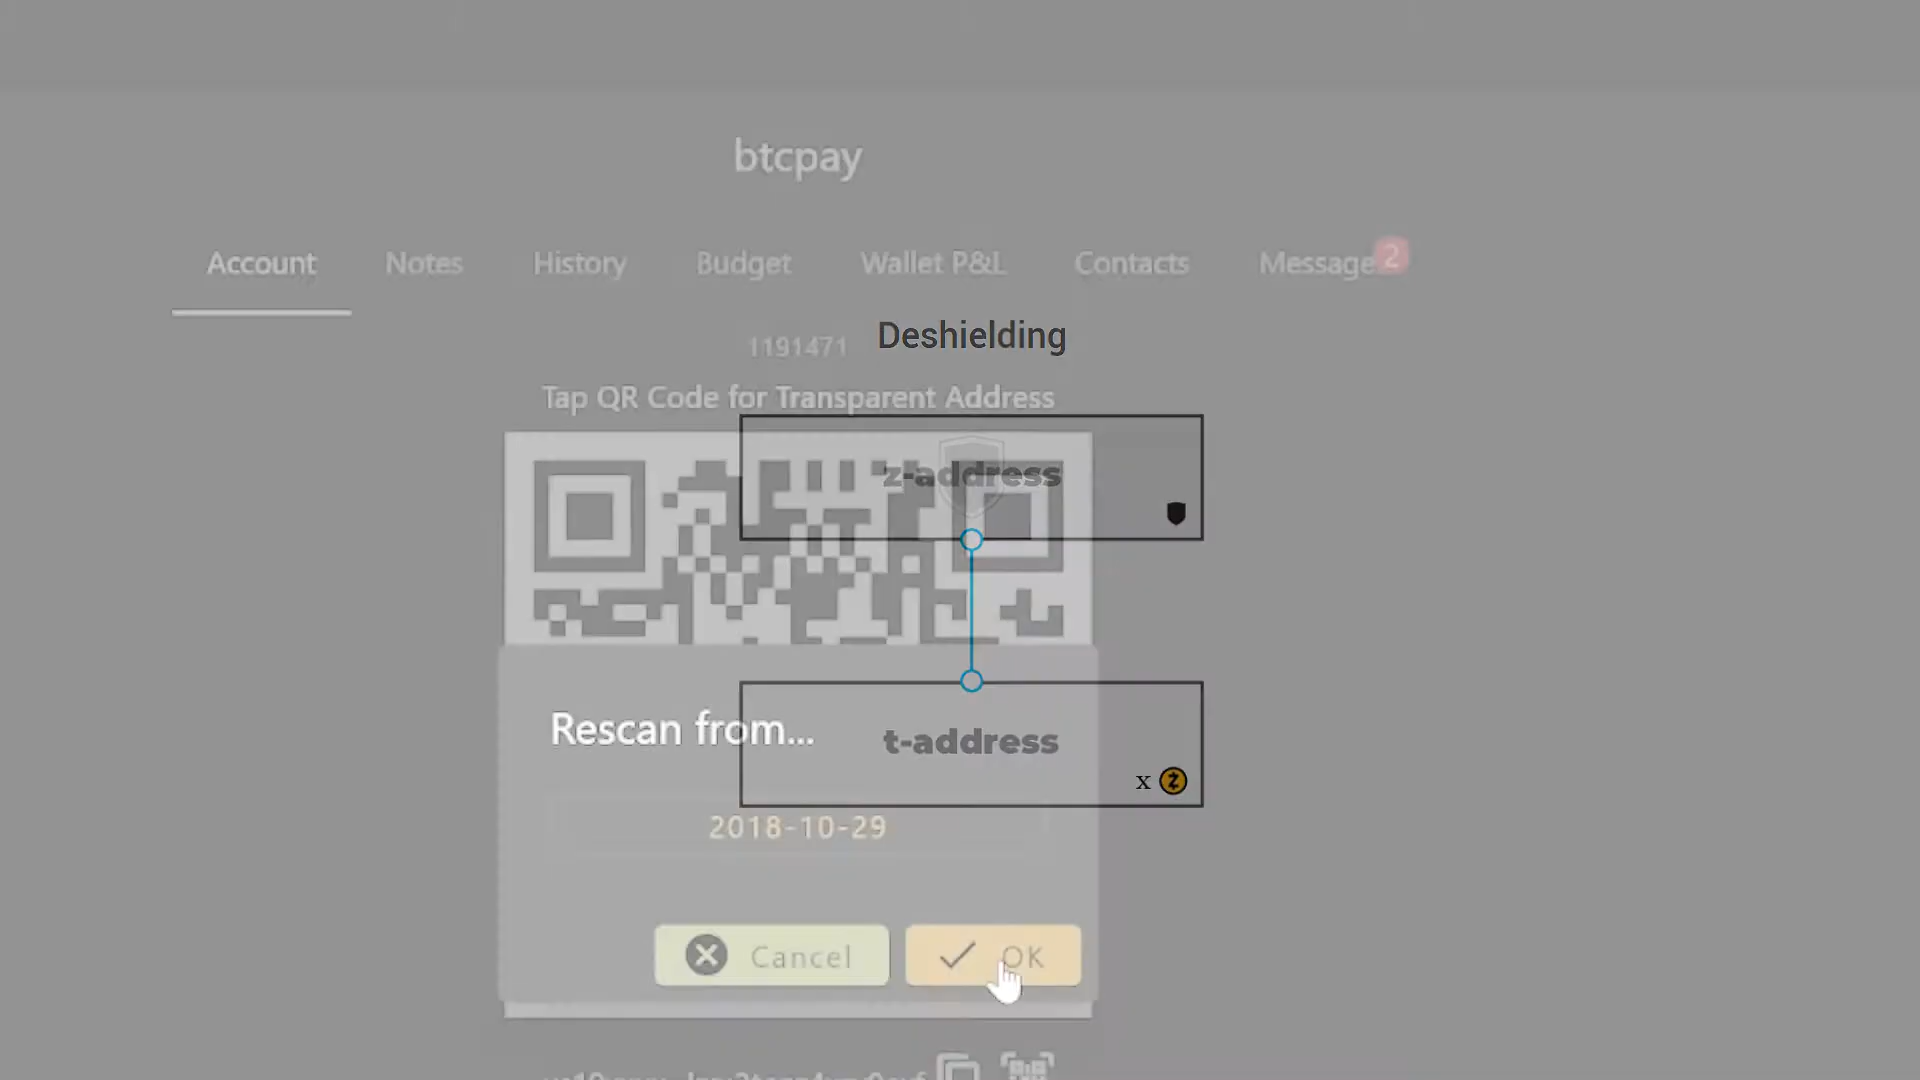 btcpay
Account Notes History Budget Wallet P&L Contacts Message 2
1191471
Deshielding
Tap QR Code for Transparent Address
z-address
Rescan from...
t-address
x
2018-10-29
Cancel OK